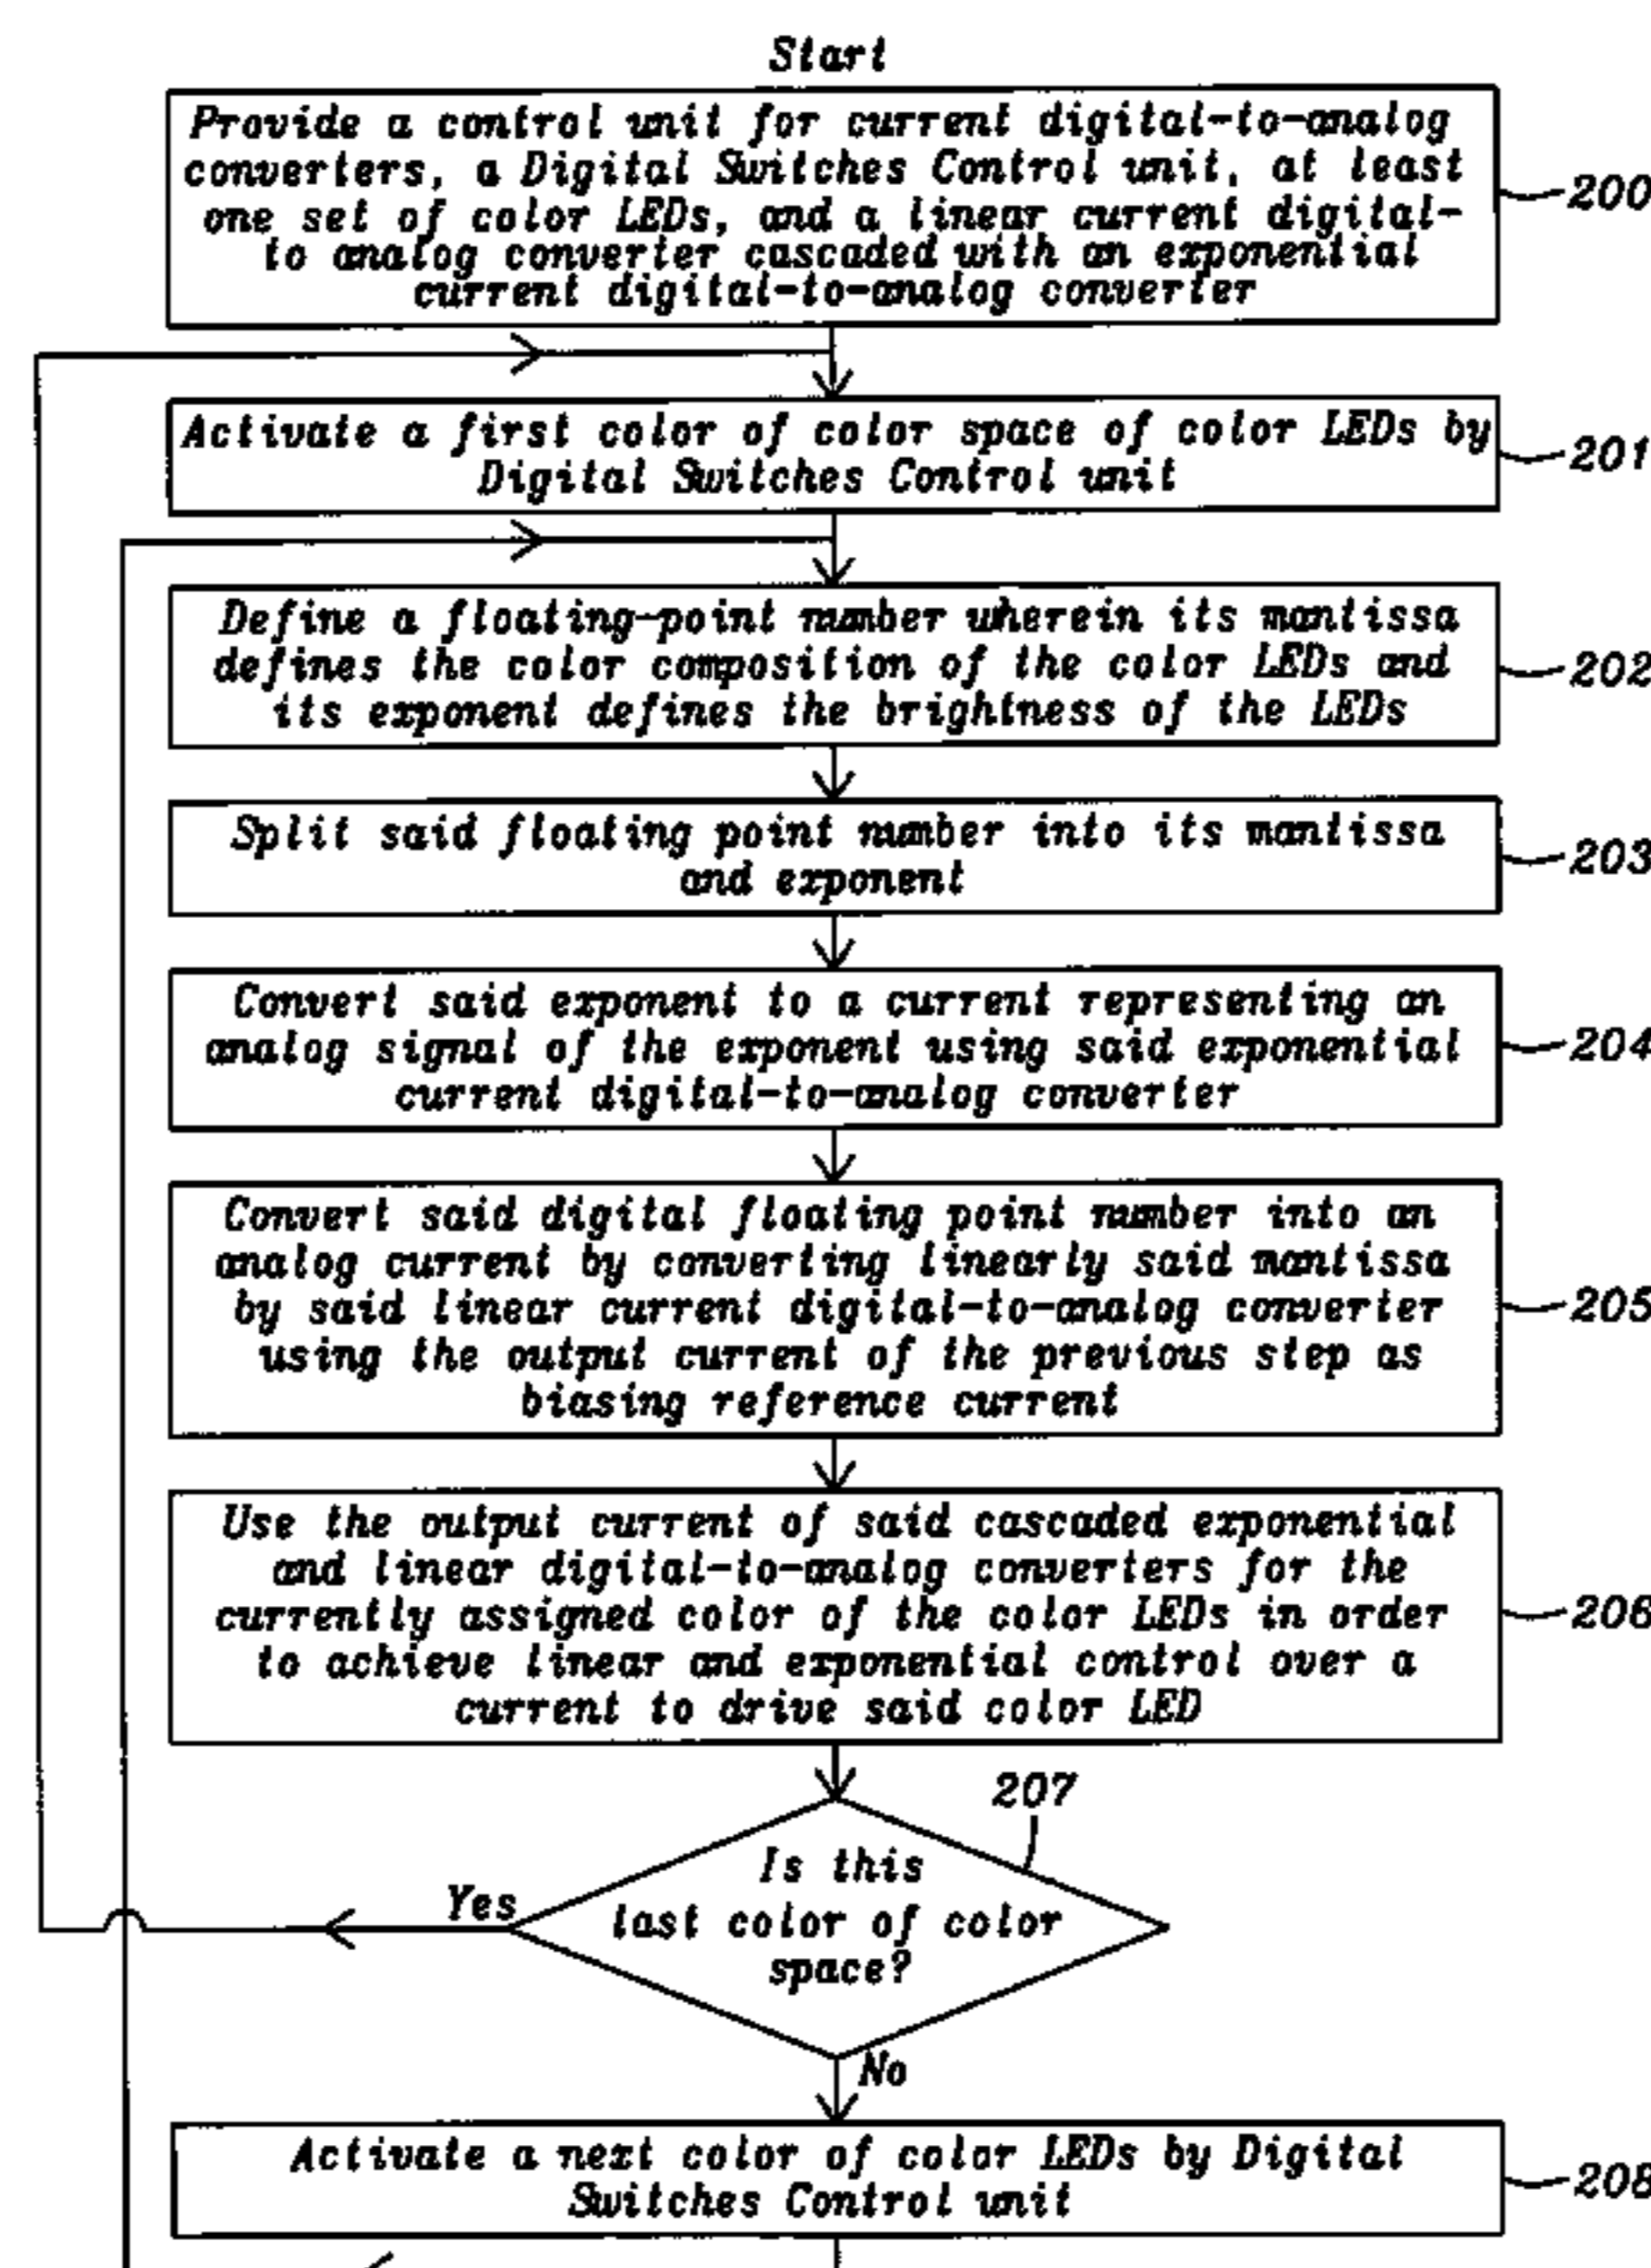 Start
Provide a control unit for current digital-to-analog
converters, a Digital Switches Control unit, at least
one set of color LEDs, and a linear current digital-
to analog converter cascaded with an exponential
current digital-to-analog converter
200
Activate a first color of color space of color LEDs by
Digital Switches Control unit
201
Define a floating-point number wherein its mantissa
defines the color composition of the color LEDs and
its exponent defines the brightness of the LEDs
202
Split said floating point number into its mantissa
and exponent
203
Convert said exponent to a current representing an
analog signal of the exponent using said exponential
current digital-to-analog converter
204
Convert said digital floating point number into an
analog current by converting linearly said mantissa
by said linear current digital-to-analog converter
using the output current of the previous step as
biasing reference current
205
Use the output current of said cascaded exponential
and linear digital-to-analog converters for the
currently assigned color of the color LEDs in order
to achieve linear and exponential control over a
current to drive said color LED
206
207
Is this
last color of color
space?
Yes
No
Activate a next color of color LEDs by Digital
Switches Control unit
208